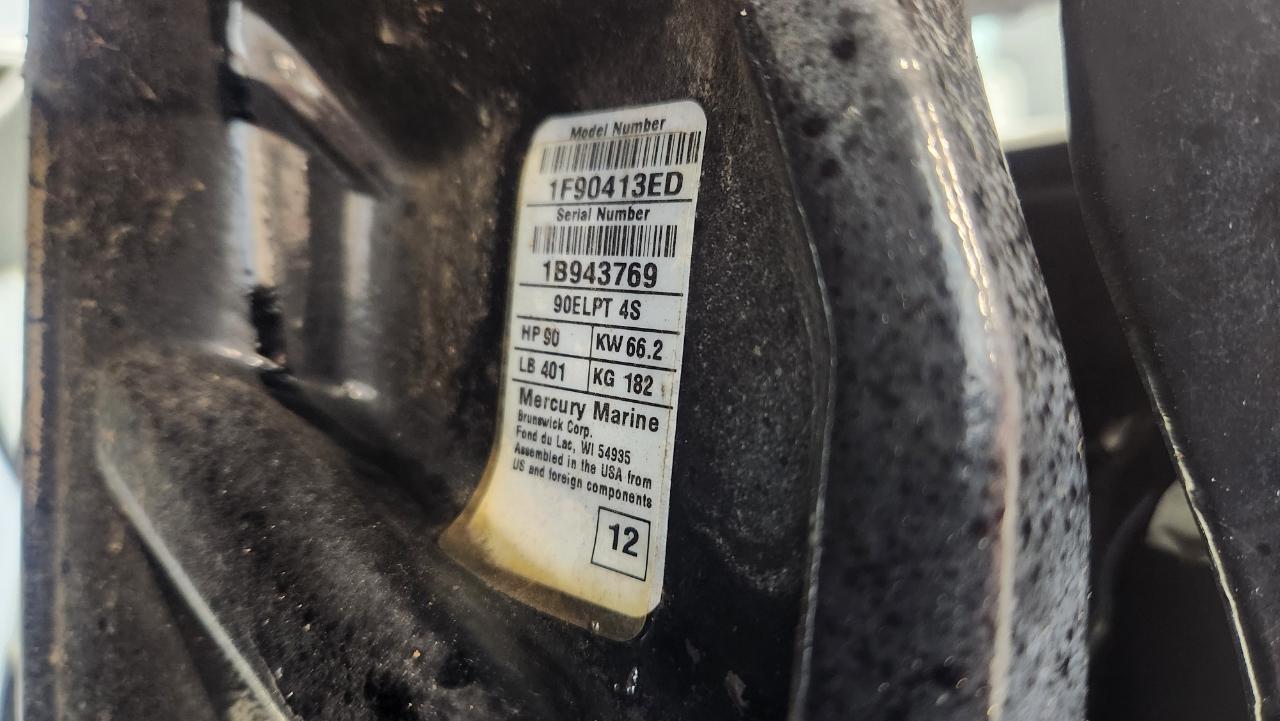 Model Number
1F90413ED
Serial Number
1B943769
90ELPT 4S
HP 90 KW 66.2
LB 401 KG 182
Mercury Marine
Brunswick Corp.
Fond du Lac, WI 54935
Assembled in the USA from
US and foreign components
12